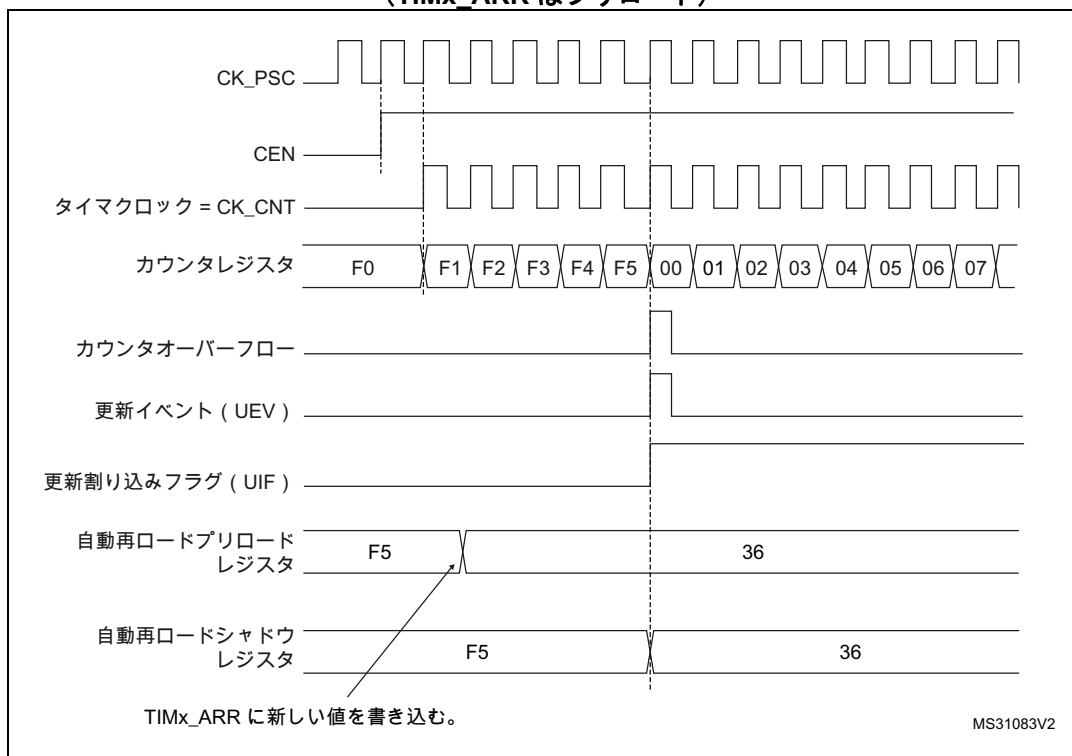 （TIMx_ARR はプリロード）
CK_PSC
CEN
タイマクロック = CK_CNT
カウンタレジスタ F0 F1 F2 F3 F4 F5 00 01 02 03 04 05 06 07
カウンタオーバーフロー
更新イベント ( UEV )
更新割り込みフラグ ( UIF )
自動再ロードプリロード
レジスタ F5 36
自動再ロードシャドウ
レジスタ F5 36
TIMx_ARR に新しい値を書き込む。
MS31083V2